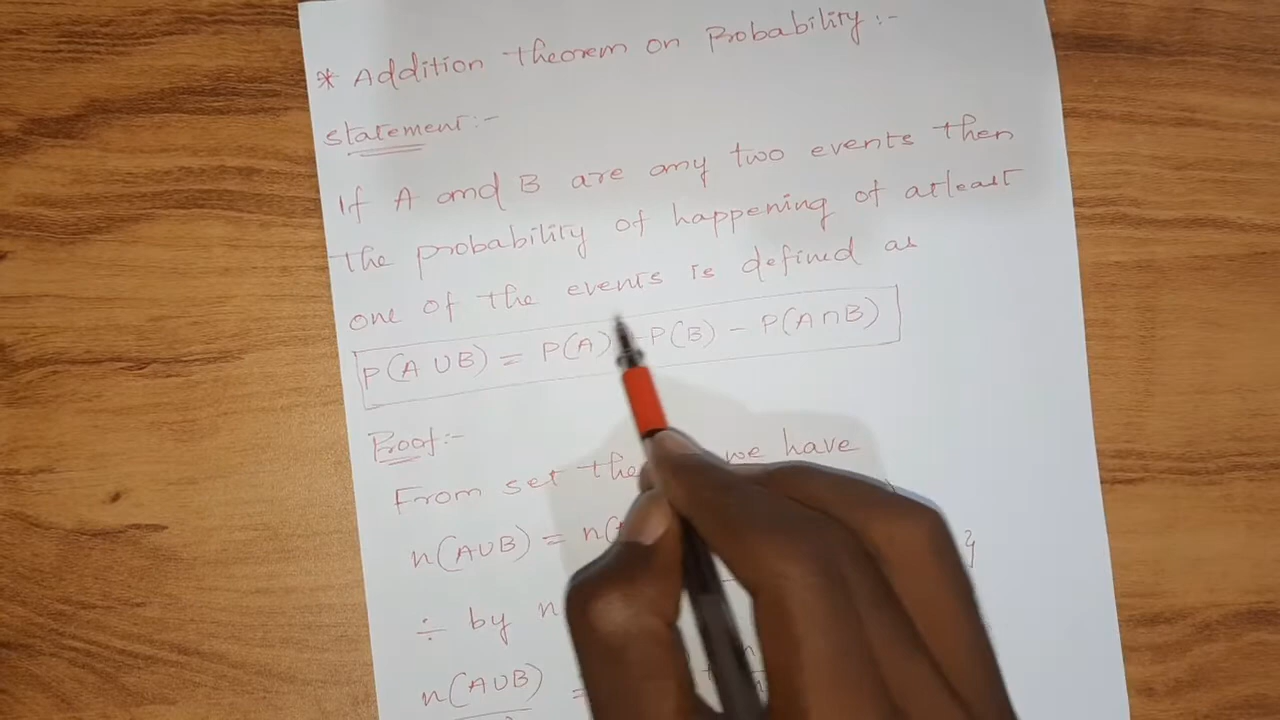 * Addition theorem on Probability :-
Statement :-
If A and B are any two events then
the probability of happening of atleast
one of the events is defined as
P(A ∪ B) = P(A) + P(B) - P(A ∩ B)
Proof :-
From set we have
n(A∪B) = n(
÷ by n
n(A∪B) =